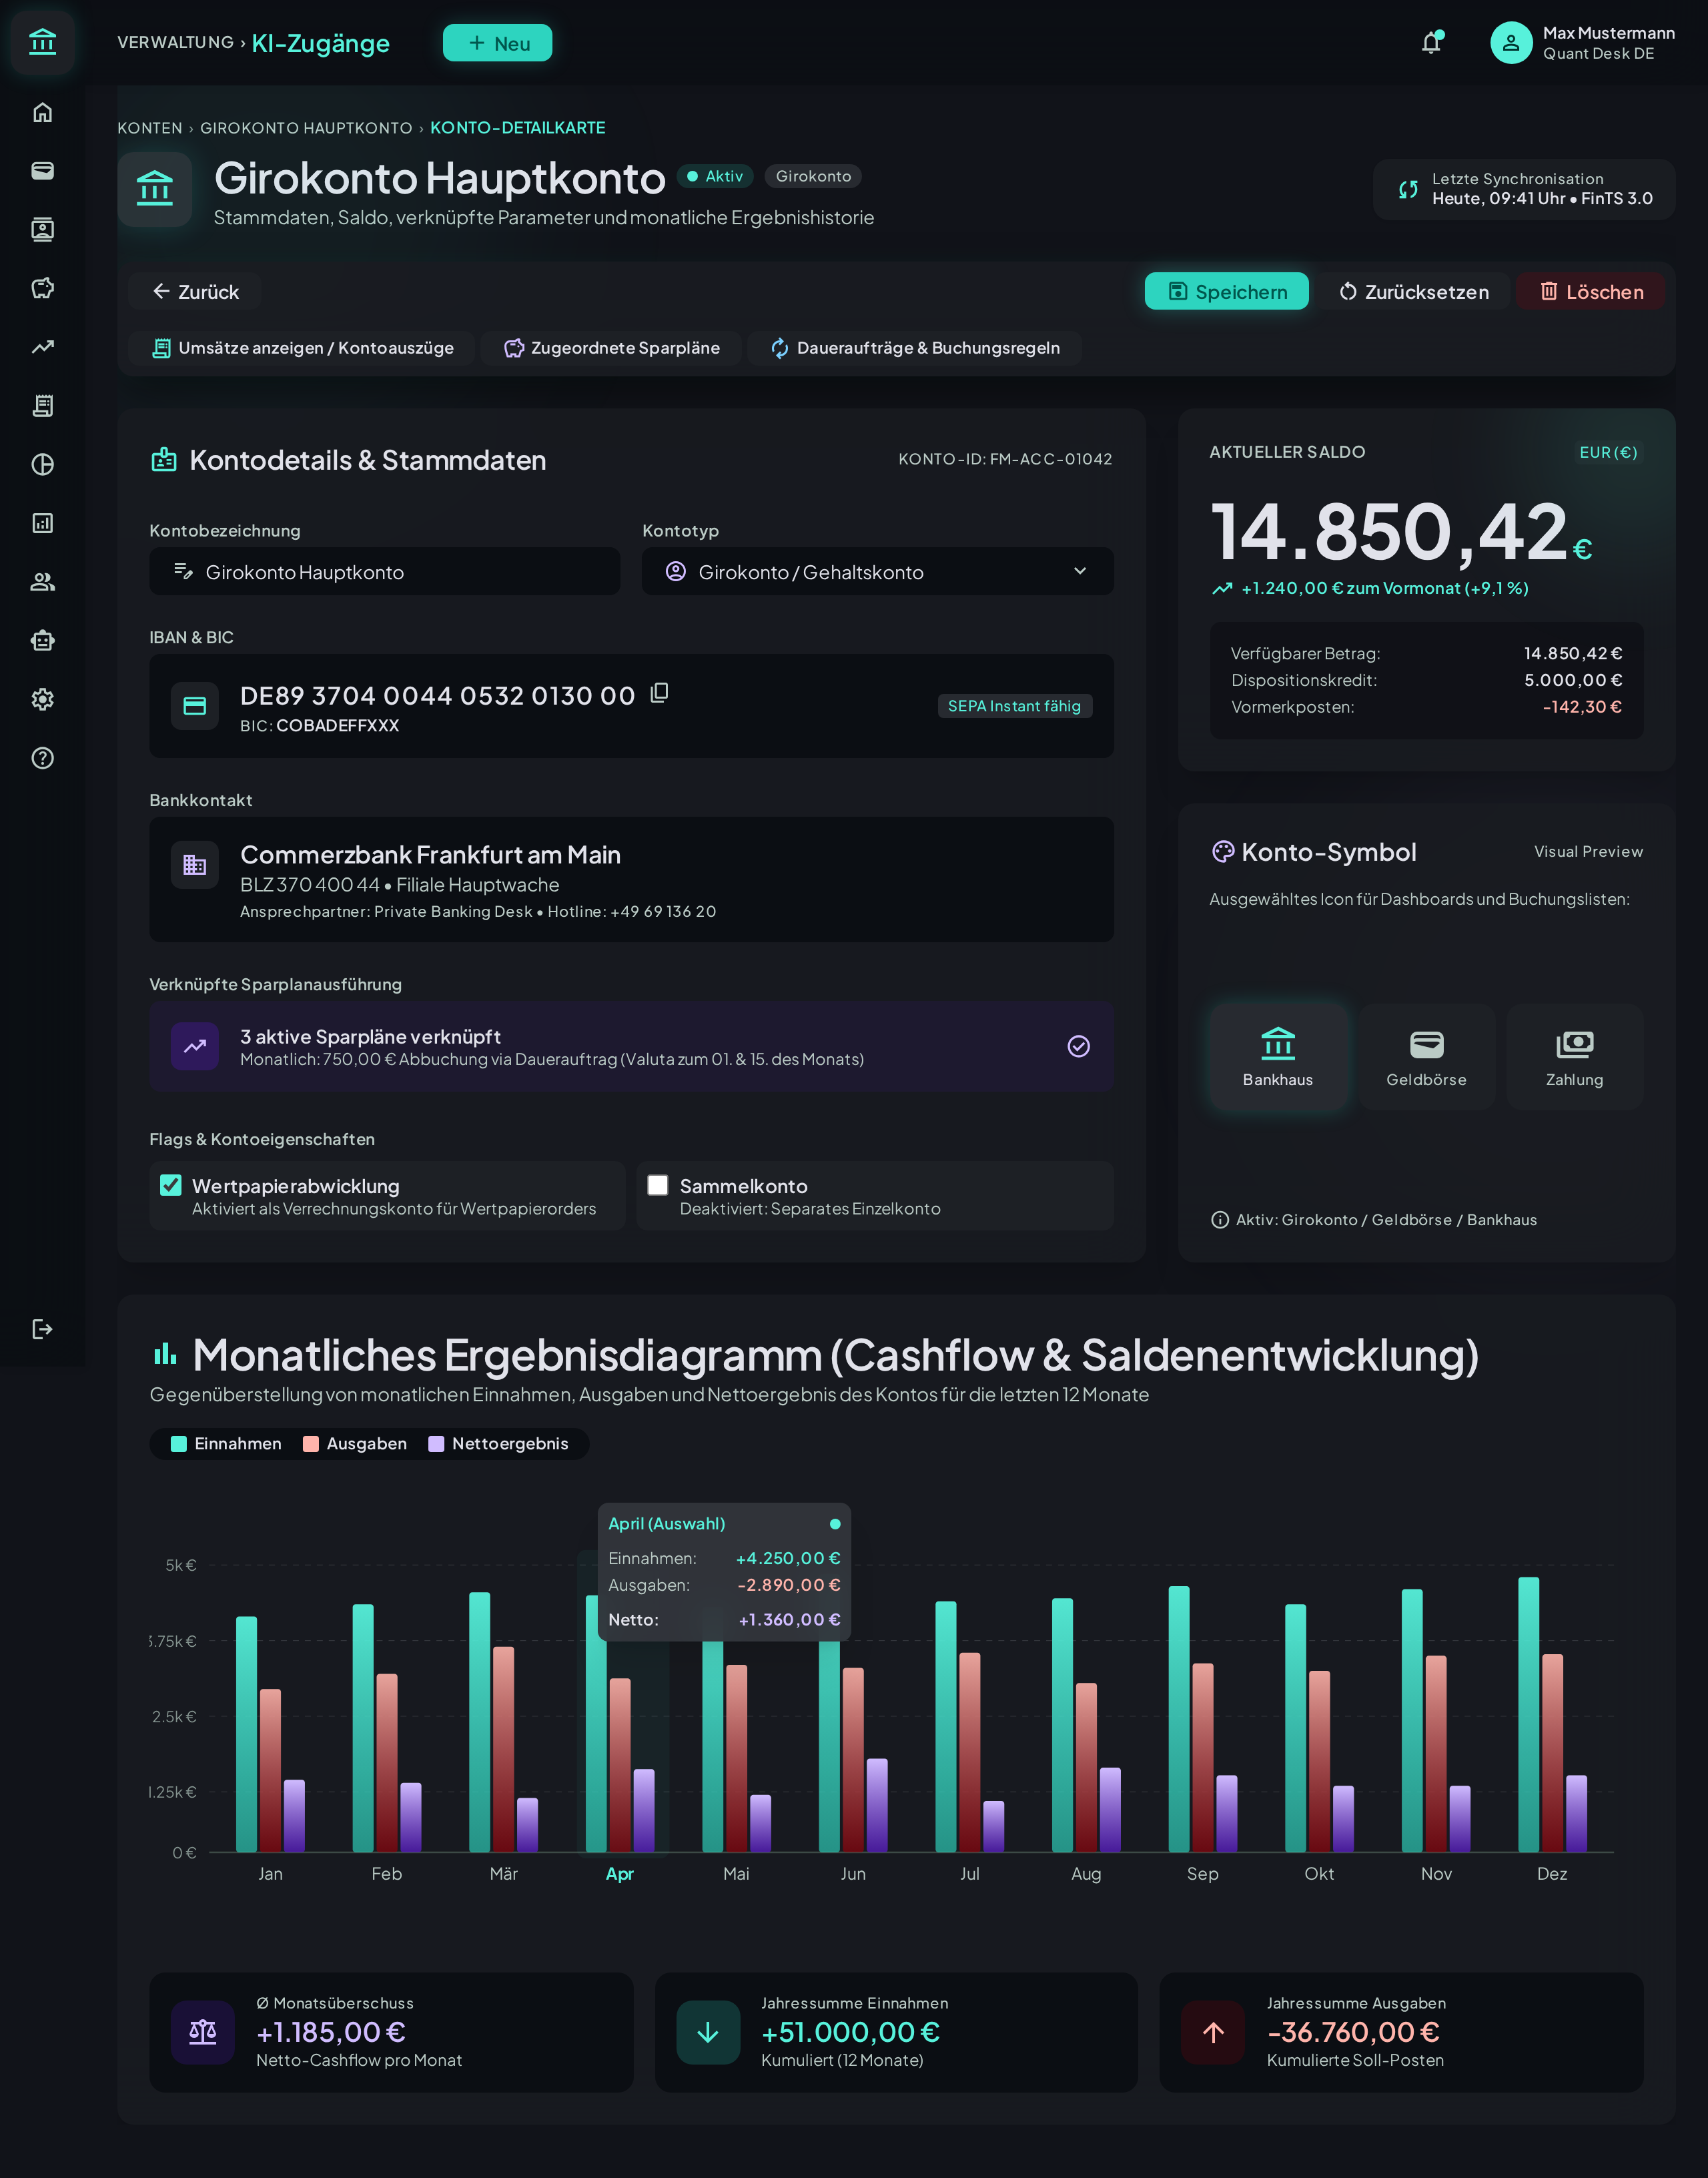 VERWALTUNG › KI-Zugänge
Neu
Max Mustermann
Quant Desk DE
KONTEN › GIROKONTO HAUPTKONTO › KONTO-DETAILKARTE
Girokonto Hauptkonto
Aktiv
Girokonto
Stammdaten, Saldo, verknüpfte Parameter und monatliche Ergebnishistorie
Letzte Synchronisation
Heute, 09:41 Uhr • FinTS 3.0
Zurück
Speichern
Zurücksetzen
Löschen
Umsätze anzeigen / Kontoauszüge
Zugeordnete Sparpläne
Daueraufträge & Buchungsregeln
Kontodetails & Stammdaten
KONTO-ID: FM-ACC-01042
Kontobezeichnung
Kontotyp
Girokonto Hauptkonto
Girokonto / Gehaltskonto
IBAN & BIC
DE89 3704 0044 0532 0130 00
BIC: COBADEFFXXX
SEPA Instant fähig
Bankkontakt
Commerzbank Frankfurt am Main
BLZ 370 400 44 • Filiale Hauptwache
Ansprechpartner: Private Banking Desk • Hotline: +49 69 136 20
Verknüpfte Sparplanausführung
3 aktive Sparpläne verknüpft
Monatlich: 750,00 € Abbuchung via Dauerauftrag (Valuta zum 01. & 15. des Monats)
Flags & Kontoeigenschaften
Wertpapierabwicklung
Aktiviert als Verrechnungskonto für Wertpapierorders
Sammelkonto
Deaktiviert: Separates Einzelkonto
AKTUELLER SALDO
EUR (€)
14.850,42 €
+1.240,00 € zum Vormonat (+9,1 %)
Verfügbarer Betrag: 14.850,42 €
Dispositionskredit: 5.000,00 €
Vormerkposten: -142,30 €
Konto-Symbol
Visual Preview
Ausgewähltes Icon für Dashboards und Buchungslisten:
Bankhaus
Geldbörse
Zahlung
Aktiv: Girokonto / Geldbörse / Bankhaus
Monatliches Ergebnisdiagramm (Cashflow & Saldenentwicklung)
Gegenüberstellung von monatlichen Einnahmen, Ausgaben und Nettoergebnis des Kontos für die letzten 12 Monate
Einnahmen
Ausgaben
Nettoergebnis
April (Auswahl)
Einnahmen: +4.250,00 €
Ausgaben: -2.890,00 €
Netto: +1.360,00 €
5k €
3.75k €
2.5k €
1.25k €
0 €
Jan
Feb
Mär
Apr
Mai
Jun
Jul
Aug
Sep
Okt
Nov
Dez
Ø Monatsüberschuss
+1.185,00 €
Netto-Cashflow pro Monat
Jahressumme Einnahmen
+51.000,00 €
Kumuliert (12 Monate)
Jahressumme Ausgaben
-36.760,00 €
Kumulierte Soll-Posten